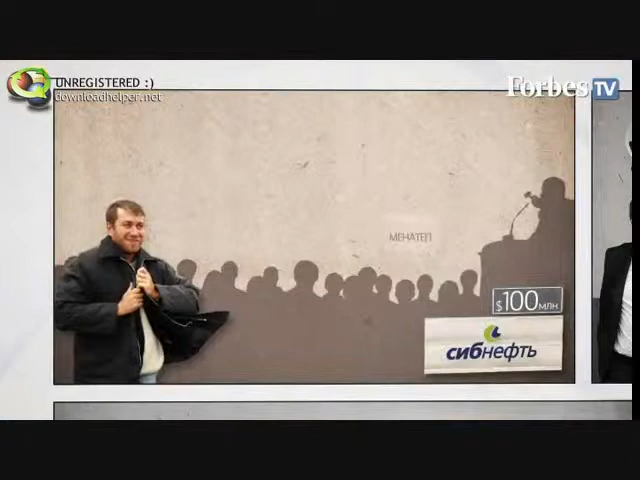 UNREGISTERED :)
downloadhelper.net
Forbes TV
МЕНАТЕП
$100 млн
сибнефть